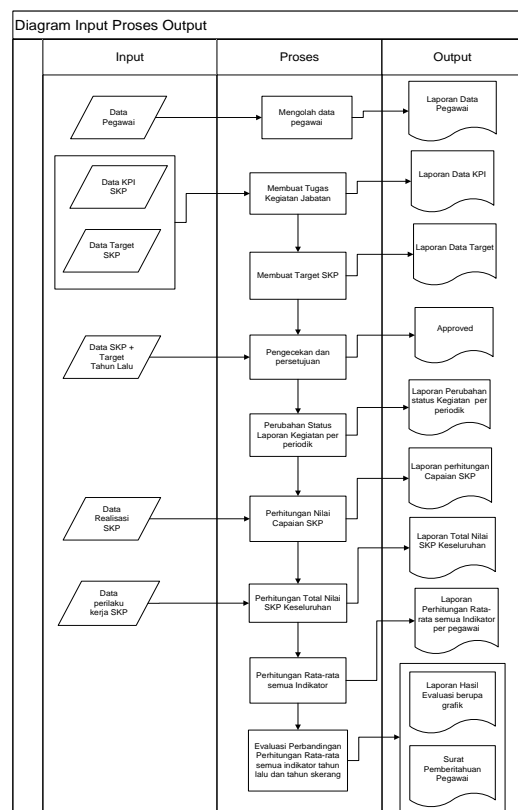 Diagram Input Proses Output
Input
Proses
Output
Data
Pegawai
Mengolah data
pegawai
Laporan Data
Pegawai
Data KPI
SKP
Data Target
SKP
Membuat Tugas
Kegiatan Jabatan
Laporan Data KPI
Membuat Target SKP
Laporan Data Target
Data SKP +
Target
Tahun Lalu
Pengecekan dan
persetujuan
Approved
Perubahan Status
Laporan Kegiatan per
periodik
Laporan Perubahan
status Kegiatan per
periodik
Data
Realisasi
SKP
Perhitungan Nilai
Capaian SKP
Laporan perhitungan
Capaian SKP
Data
perilaku
kerja SKP
Perhitungan Total Nilai
SKP Keseluruhan
Laporan Total Nilai
SKP Keseluruhan
Perhitungan Rata-rata
semua Indikator
Laporan
Perhitungan Rata-
rata semua Indikator
per pegawai
Evaluasi Perbandingan
Perhitungan Rata-rata
semua indikator tahun
lalu dan tahun skerang
Laporan Hasil
Evaluasi berupa
grafik
Surat
Pemberitahuan
Pegawai